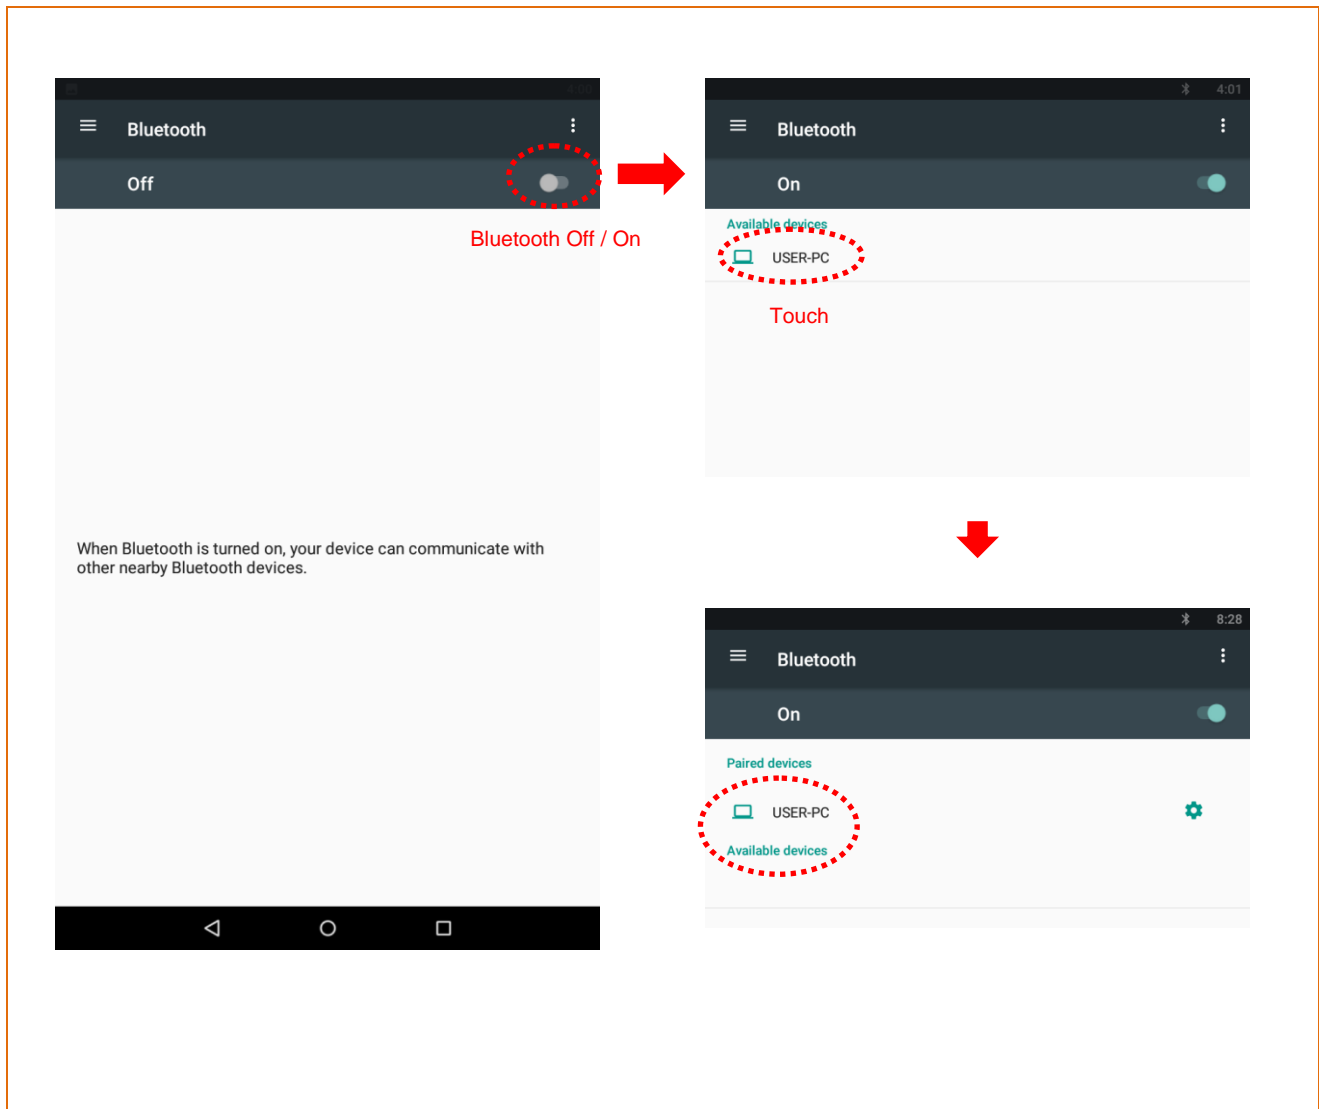 4:00
Bluetooth
Off
Bluetooth Off / On
When Bluetooth is turned on, your device can communicate with
other nearby Bluetooth devices.
4:01
Bluetooth
On
Available devices
USER-PC
Touch
8:28
Bluetooth
On
Paired devices
USER-PC
Available devices